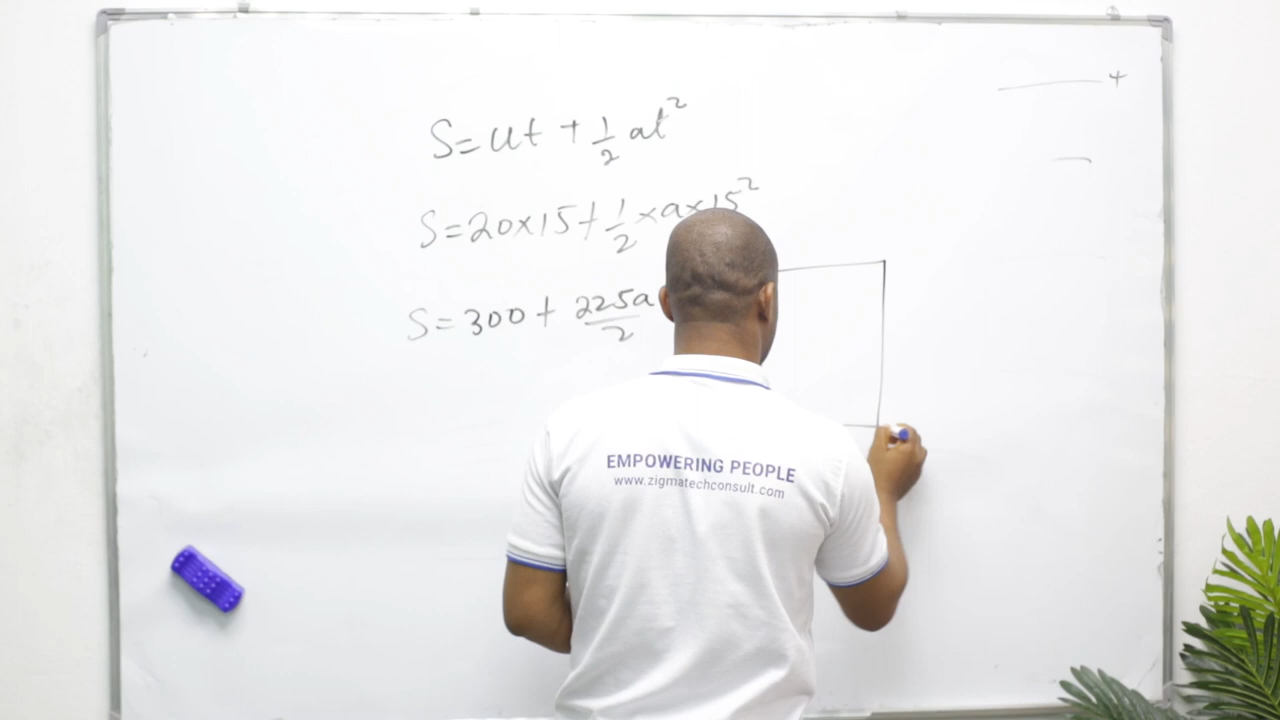 S = ut + 1/2 at²
S = 20×15 + 1/2 × a × 15²
S = 300 + 225a/2
EMPOWERING PEOPLE
www.zigmatechconsult.com